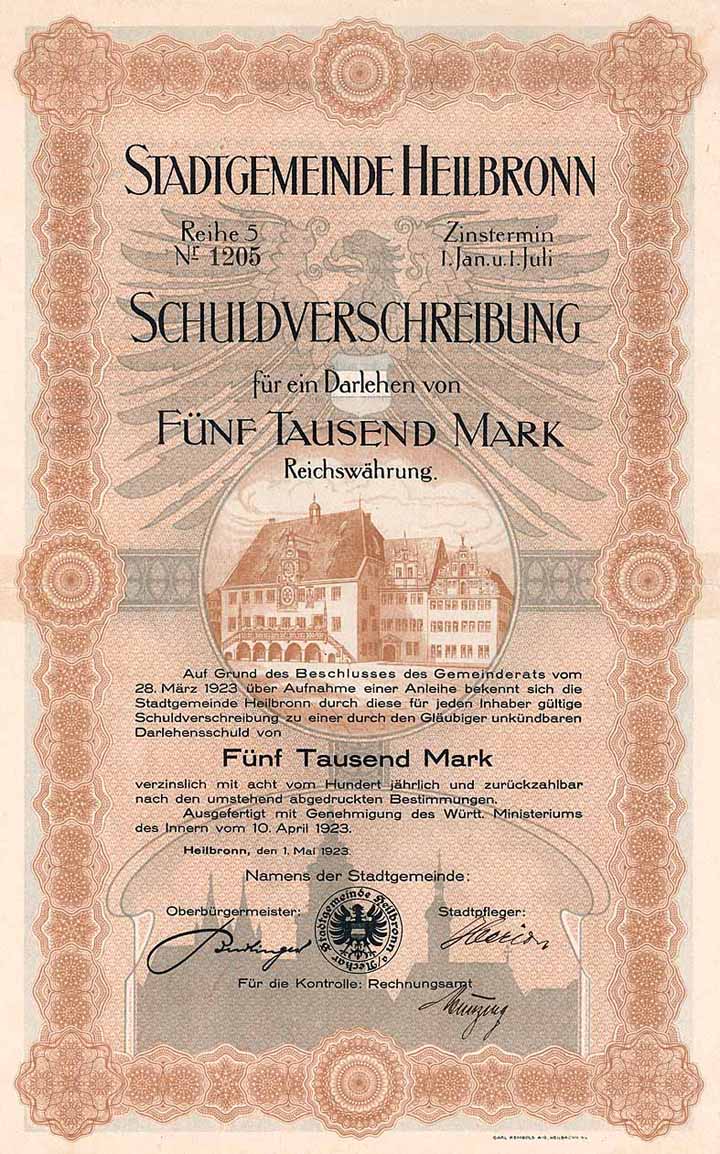 STADTGEMEINDE HEILBRONN
Reihe 5
Nr 1205
Zinstermin
1. Jan. u. 1. Juli
SCHULDVERSCHREIBUNG
für ein Darlehen von
FÜNF TAUSEND MARK
Reichswährung.
Auf Grund des Beschlusses des Gemeinderats vom
28. März 1923 über Aufnahme einer Anleihe bekennt sich die
Stadtgemeinde Heilbronn durch diese für jeden Inhaber gültige
Schuldverschreibung zu einer durch den Gläubiger unkündbaren
Darlehensschuld von
Fünf Tausend Mark
verzinslich mit acht vom Hundert jährlich und zurückzahlbar
nach den umstehend abgedruckten Bestimmungen.
Ausgefertigt mit Genehmigung des Württ. Ministeriums
des Innern vom 10. April 1923.
Heilbronn, den 1. Mai 1923.
Namens der Stadtgemeinde:
Oberbürgermeister:
Stadtgemeinde Heilbronn a/Neckar
Stadtpfleger:
Für die Kontrolle: Rechnungsamt
CARL REMBOLD A-G, HEILBRONN